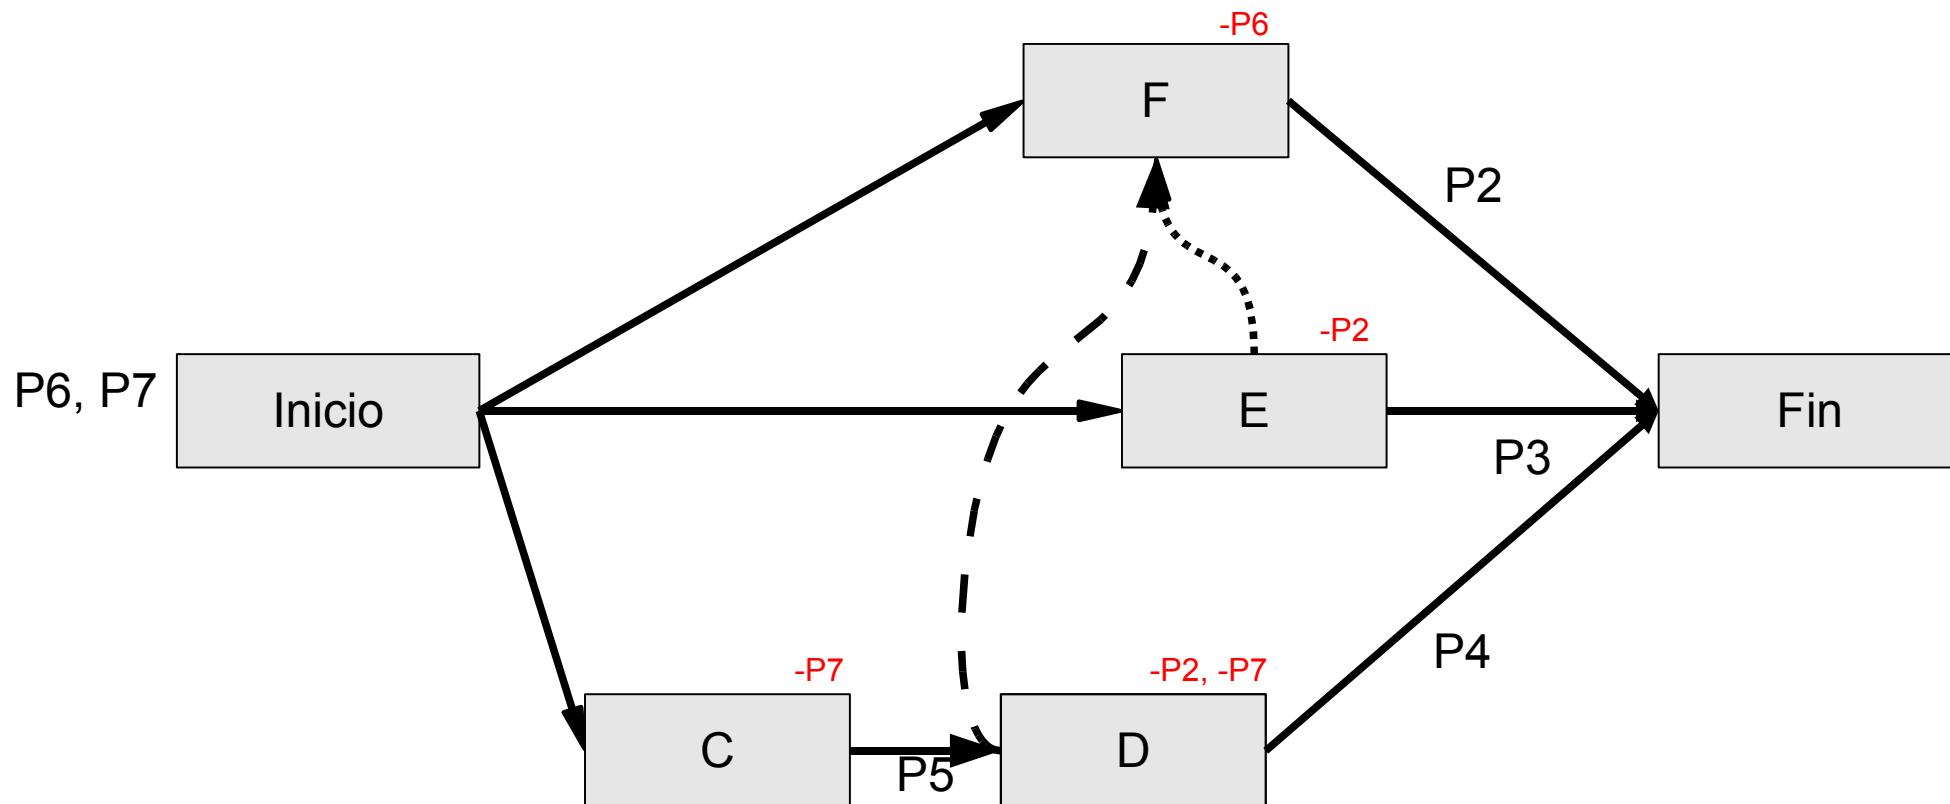 -P6
F
P2
-P2
P6, P7
Inicio
E
Fin
P3
P4
-P7
-P2, -P7
C
P5
D